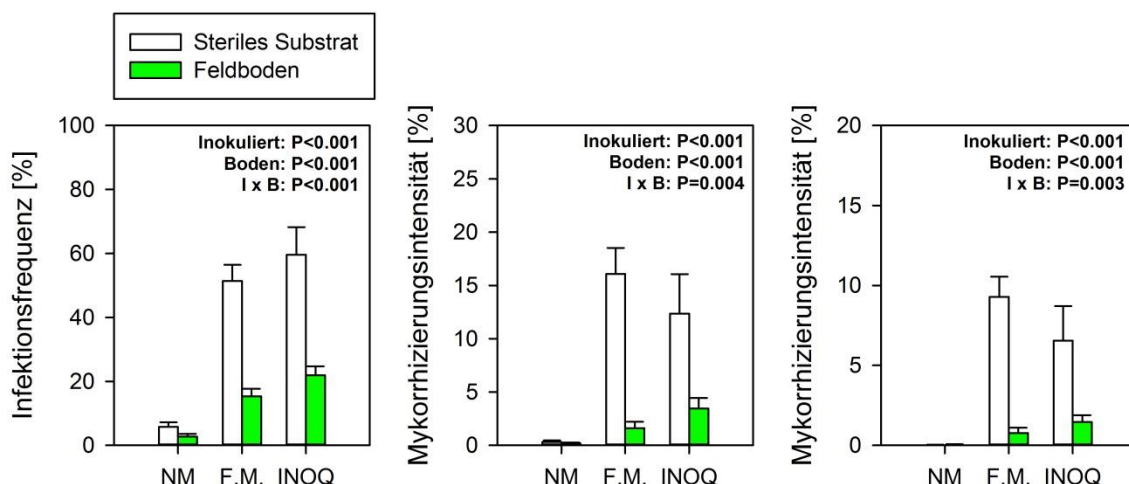 Steriles Substrat
Feldboden
Infektionsfrequenz [%]
100
80
60
40
20
0
Inokuliert: P<0.001
Boden: P<0.001
I x B: P<0.001
NM F.M. INOQ
Mykorrhizierungsintensität [%]
30
25
20
15
10
5
0
Inokuliert: P<0.001
Boden: P<0.001
I x B: P=0.004
NM F.M. INOQ
Mykorrhizierungsintensität [%]
20
15
10
5
0
Inokuliert: P<0.001
Boden: P<0.001
I x B: P=0.003
NM F.M. INOQ